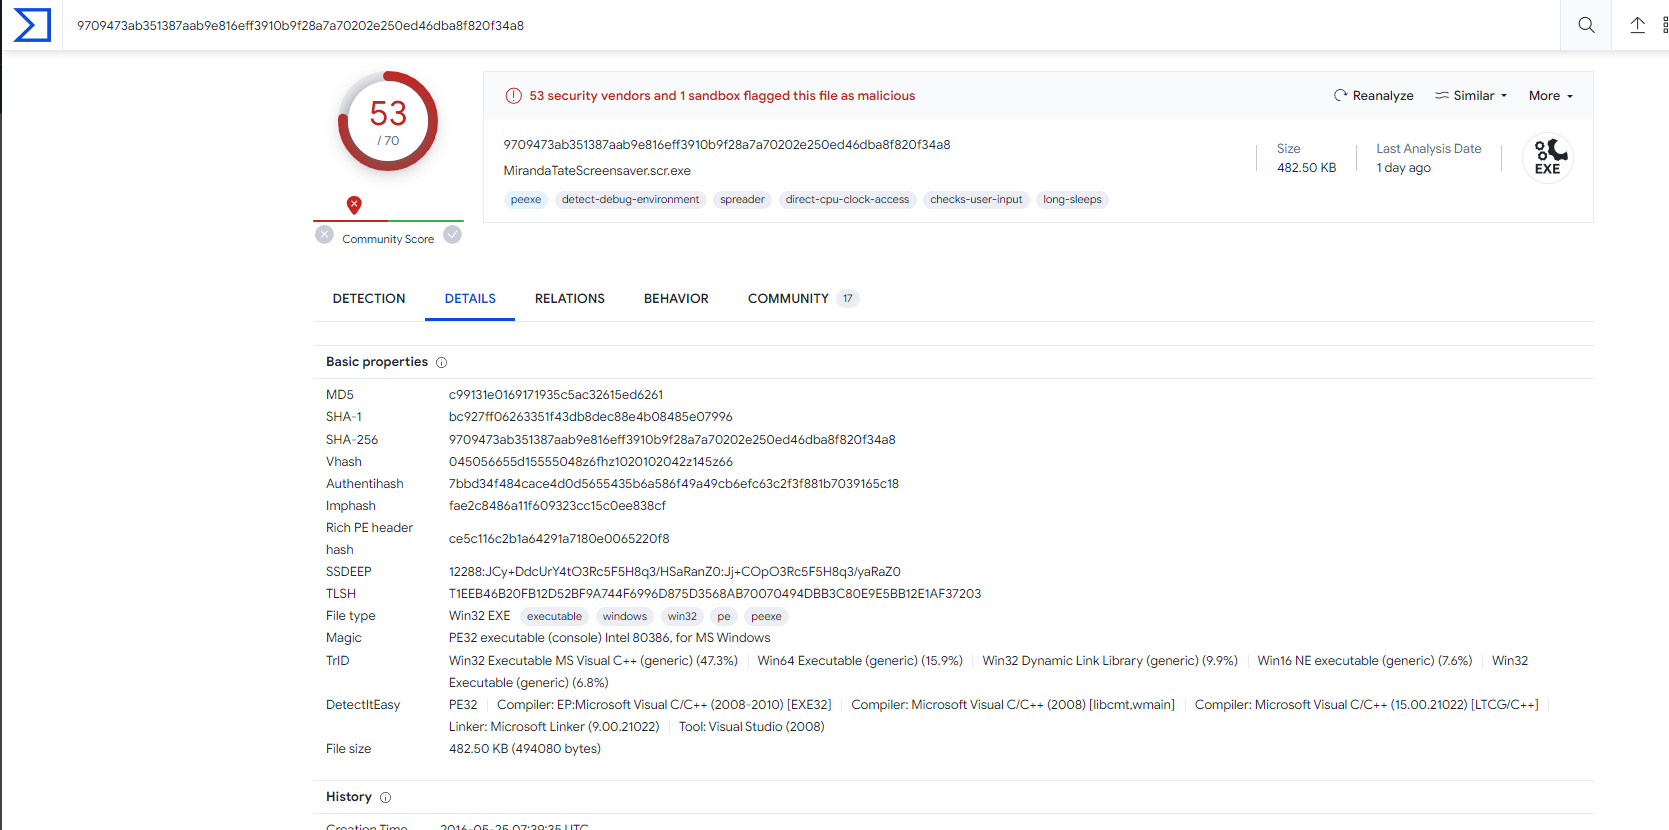 9709473ab351387aab9e816eff3910b9f28a7a70202e250ed46dba8f820f34a8
53
/ 70
Community Score
53 security vendors and 1 sandbox flagged this file as malicious
Reanalyze Similar More
9709473ab351387aab9e816eff3910b9f28a7a70202e250ed46dba8f820f34a8
MirandaTateScreensaver.scr.exe
peexe detect-debug-environment spreader direct-cpu-clock-access checks-user-input long-sleeps
Size
482.50 KB
Last Analysis Date
1 day ago
EXE
DETECTION DETAILS RELATIONS BEHAVIOR COMMUNITY 17
Basic properties
MD5 c99131e0169171935c5ac32615ed6261
SHA-1 bc927ff06263351f43db8dec88e4b08485e07996
SHA-256 9709473ab351387aab9e816eff3910b9f28a7a70202e250ed46dba8f820f34a8
Vhash 045056655d15555048z6fhz1020102042z145z66
Authentihash 7bbd34f484cace4d0d5655435b6a586f49a49cb6efc63c2f3f881b7039165c18
Imphash fae2c8486a11f609323cc15c0ee838cf
Rich PE header
hash ce5c116c2b1a64291a7180e0065220f8
SSDEEP 12288:JCy+DdcUrY4tO3Rc5F5H8q3/HSaRanZ0:Jj+COpO3Rc5F5H8q3/yaRaZ0
TLSH T1EEB46B20FB12D52BF9A744F6996D875D3568AB70070494DBB3C80E9E5BB12E1AF37203
File type Win32 EXE executable windows win32 pe peexe
Magic PE32 executable (console) Intel 80386, for MS Windows
TrID Win32 Executable MS Visual C++ (generic) (47.3%) Win64 Executable (generic) (15.9%) Win32 Dynamic Link Library (generic) (9.9%) Win16 NE executable (generic) (7.6%) Win32
Executable (generic) (6.8%)
DetectItEasy PE32 Compiler: EP:Microsoft Visual C/C++ (2008-2010) [EXE32] Compiler: Microsoft Visual C/C++ (2008) [libcmt,wmain] Compiler: Microsoft Visual C/C++ (15.00.21022) [LTCG/C++]
Linker: Microsoft Linker (9.00.21022) Tool: Visual Studio (2008)
File size 482.50 KB (494080 bytes)
History
Creation Time 2016-05-25 07:39:35 UTC